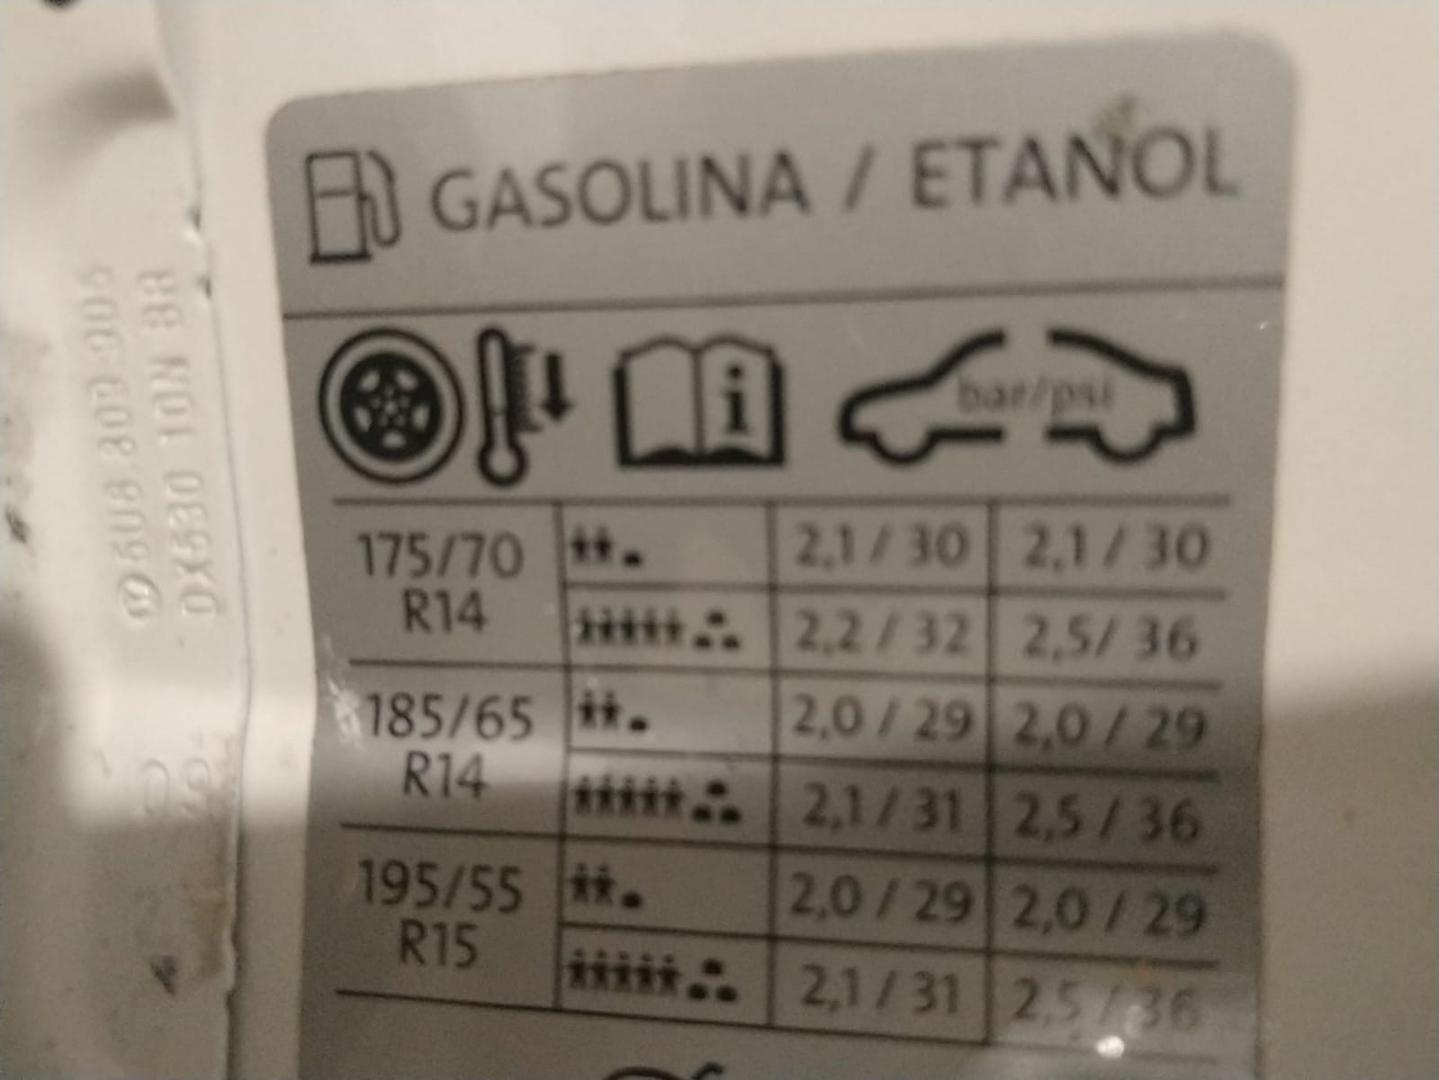 GASOLINA / ETANOL
bar/psi
175/70 R14
2,1 / 30 2,1 / 30
2,2 / 32 2,5/ 36
185/65 R14
2,0 / 29 2,0 / 29
2,1 / 31 2,5 / 36
195/55 R15
2,0 / 29 2,0 / 29
2,1 / 31 2,5 / 36
5U8.809.